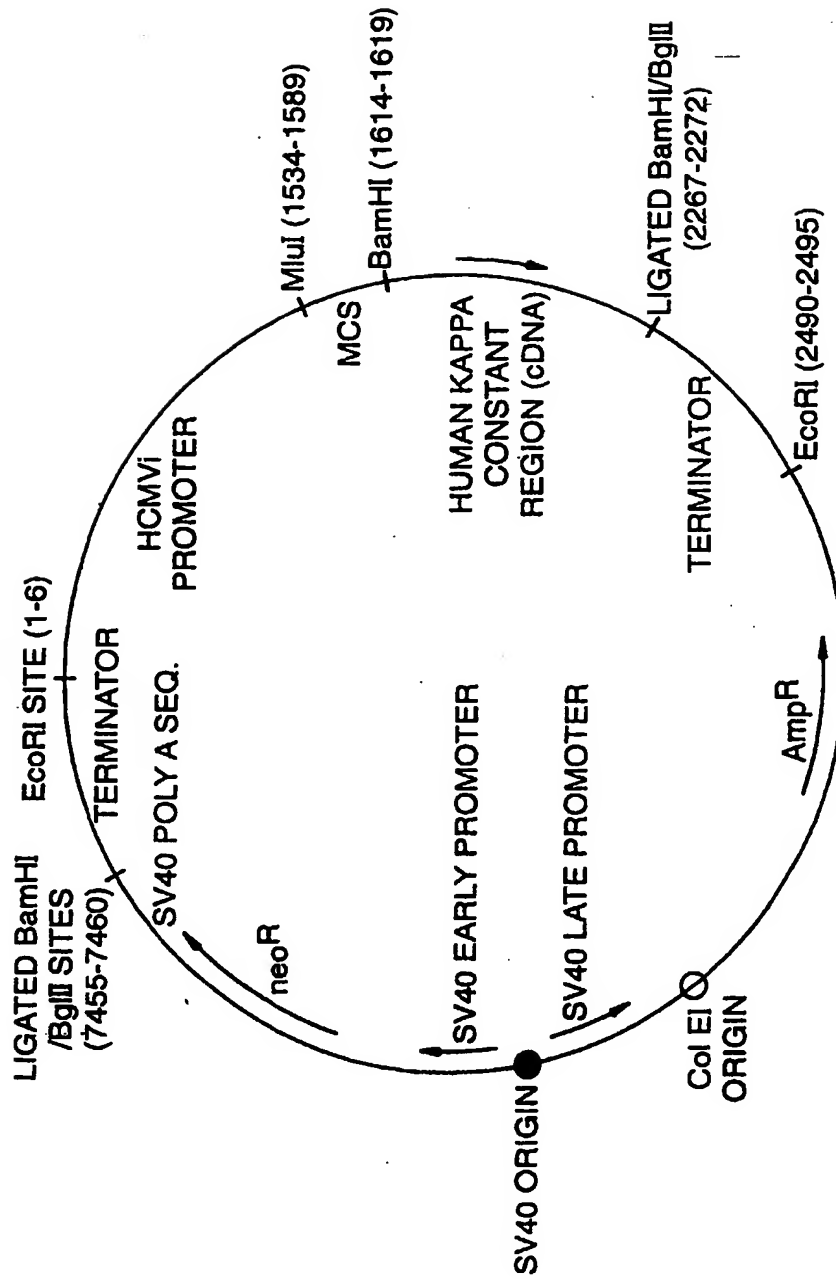 LIGATED BamHI
/BglII SITES
(7455-7460)
EcoRI SITE (1-6)
TERMINATOR
SV40 POLY A SEQ.
HCMVi
PROMOTER
MluI (1534-1589)
MCS
BamHI (1614-1619)
HUMAN KAPPA
CONSTANT
REGION (cDNA)
LIGATED BamHI/BglII
(2267-2272)
TERMINATOR
EcoRI (2490-2495)
AmpR
Col EI
ORIGIN
SV40 LATE PROMOTER
SV40 EARLY PROMOTER
SV40 ORIGIN
neoR